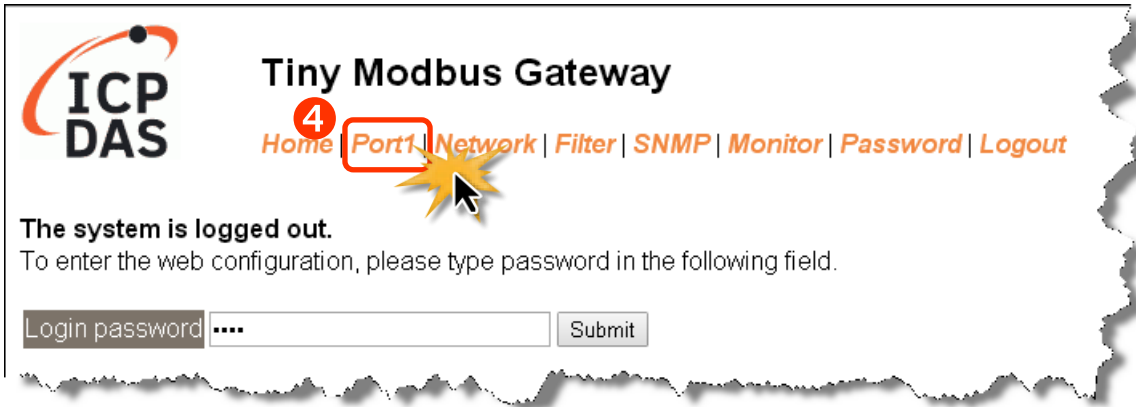 ICP
DAS
Tiny Modbus Gateway
4
Home | Port1 | Network | Filter | SNMP | Monitor | Password | Logout
The system is logged out.
To enter the web configuration, please type password in the following field.
Login password •••• Submit